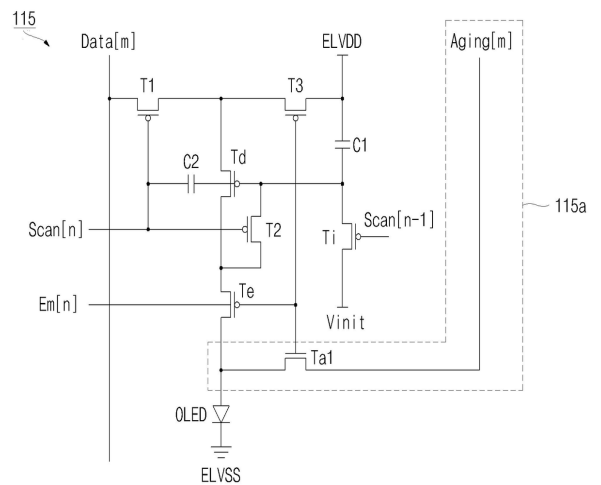 115
Data[m]
ELVDD
Aging[m]
T1
T3
C1
C2
Td
115a
Scan[n]
T2
Ti
Scan[n-1]
Em[n]
Te
Vinit
Ta1
OLED
ELVSS